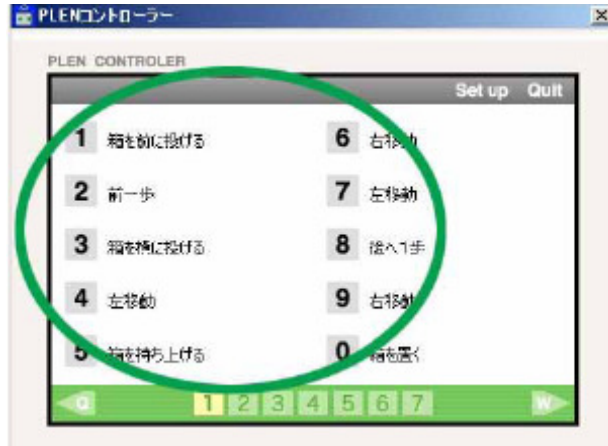 PLENコントローラー
PLEN CONTROLER
Set up Quit
1 箱を前に投げる
2 前一歩
3 箱を横に投げる
4 左移動
5 箱を持ち上げる
6 右移動
7 左移動
8 後へ1歩
9 右移動
0 箱を置く
Q 1 2 3 4 5 6 7 W